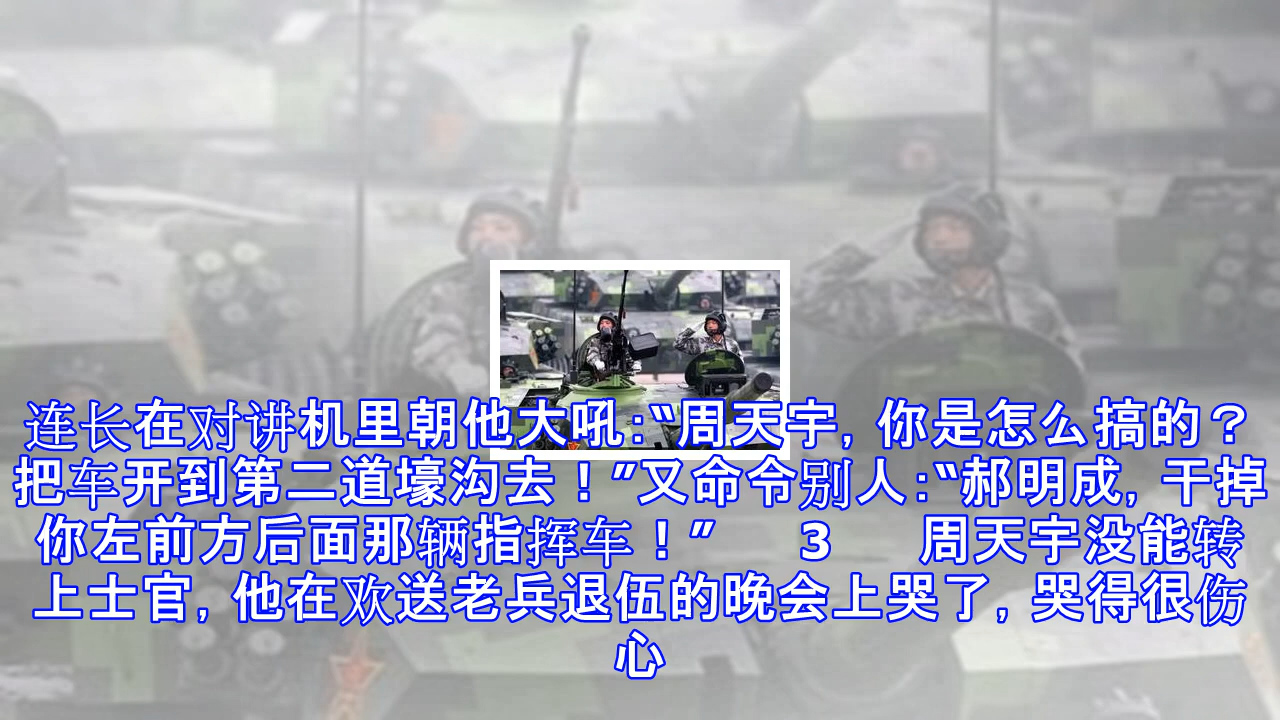 连长在对讲机里朝他大吼:“周天宇,你是怎么搞的？
把车开到第二道壕沟去！”又命令别人:“郝明成,干掉
你左前方后面那辆指挥车！” 3 周天宇没能转
上士官,他在欢送老兵退伍的晚会上哭了,哭得很伤
心